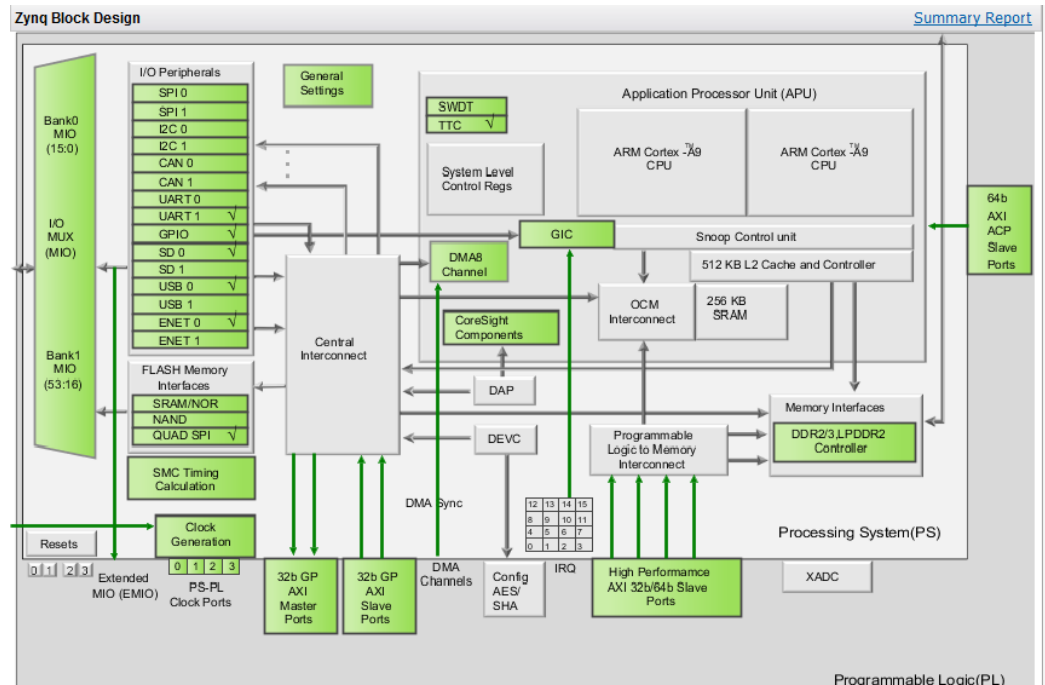 Zynq Block Design
Summary Report
I/O Peripherals
SPI 0
SPI 1
I2C 0
I2C 1
CAN 0
CAN 1
UART 0
UART 1 √
GPIO √
SD 0 √
SD 1
USB 0 √
USB 1
ENET 0 √
ENET 1
Bank0
MIO
(15:0)
I/O
MUX
(MIO)
Bank1
MIO
(53:16)
General
Settings
FLASH Memory
Interfaces
SRAM/NOR
NAND
QUAD SPI √
SMC Timing
Calculation
Clock
Generation
0 1 2 3
PS-PL
Clock Ports
Resets
0 1 2 3
Extended
MIO (EMIO)
Central
Interconnect
32b GP
AXI
Master
Ports
32b GP
AXI
Slave
Ports
Application Processor Unit (APU)
SWDT
TTC √
System Level
Control Regs
ARM Cortex -A9
TM
CPU
ARM Cortex -A9
TM
CPU
GIC
Snoop Control unit
DMA8
Channel
512 KB L2 Cache and Controller
OCM
Interconnect
256 KB
SRAM
CoreSight
Components
DAP
DEVC
DMA Sync
DMA
Channels
Config
AES/
SHA
12 13 14 15
8 9 10 11
4 5 6 7
0 1 2 3
IRQ
Programmable
Logic to Memory
Interconnect
High Performamce
AXI 32b/64b Slave
Ports
Memory Interfaces
DDR2/3,LPDDR2
Controller
64b
AXI
ACP
Slave
Ports
Processing System(PS)
XADC
Programmable Logic(PL)